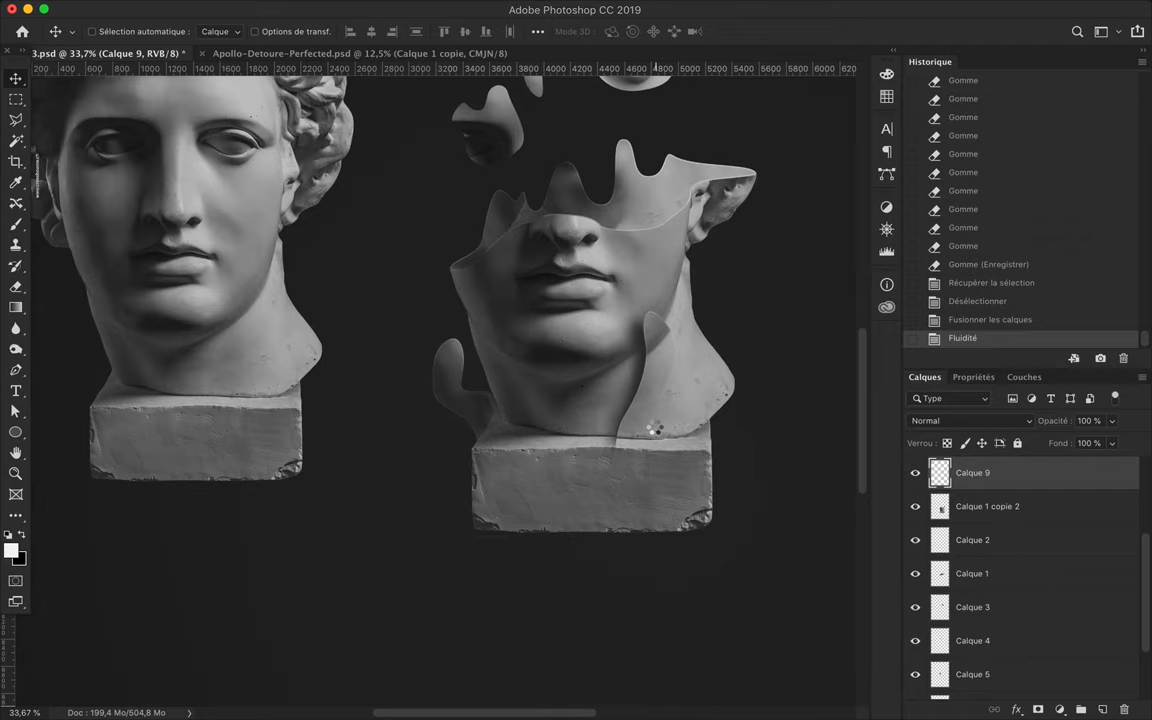 Adobe Photoshop CC 2019
Sélection automatique : Calque Options de transf. Mode 3D :
3.psd @ 33,7% (Calque 9, RVB/8) * Apollo-Detoure-Perfected.psd @ 12,5% (Calque 1 copie, CMJN/8)
200 400 600 800 1000 1200 1400 1600 1800 2000 2200 2400 2600 2800 3000 3200 3400 3600 3800 4000 4200 4400 4600 4800 5000 5200 5400 5600 5800 6000 620
Historique
Gomme
Gomme
Gomme
Gomme
Gomme
Gomme
Gomme
Gomme
Gomme
Gomme
Gomme (Enregistrer)
Récupérer la sélection
Désélectionner
Fusionner les calques
Fluidité
Calques Propriétés Couches
Type
Normal Opacité : 100 %
Verrou : Fond : 100 %
Calque 9
Calque 1 copie 2
Calque 2
Calque 1
Calque 3
Calque 4
Calque 5
33,67 % Doc : 199,4 Mo/504,8 Mo